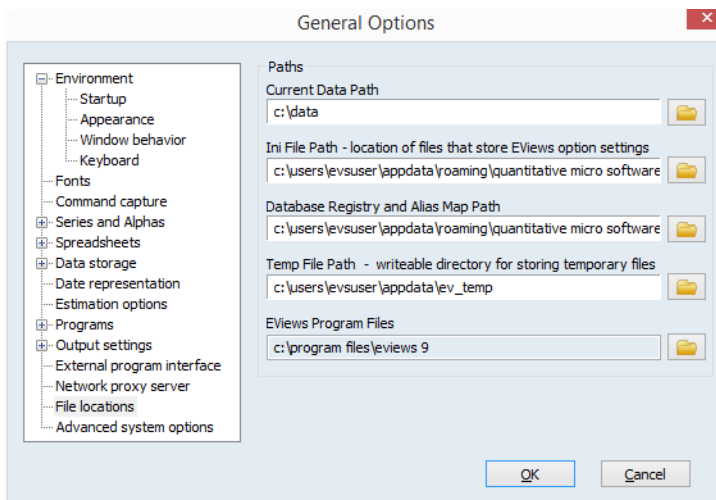 General Options
Environment
Startup
Appearance
Window behavior
Keyboard
Fonts
Command capture
Series and Alphas
Spreadsheets
Data storage
Date representation
Estimation options
Programs
Output settings
External program interface
Network proxy server
File locations
Advanced system options
Paths
Current Data Path
c:\data
Ini File Path - location of files that store EViews option settings
c:\users\evsuser\appdata\roaming\quantitative micro software
Database Registry and Alias Map Path
c:\users\evsuser\appdata\roaming\quantitative micro software
Temp File Path - writeable directory for storing temporary files
c:\users\evsuser\appdata\ev_temp
EViews Program Files
c:\program files\eviews 9
OK
Cancel